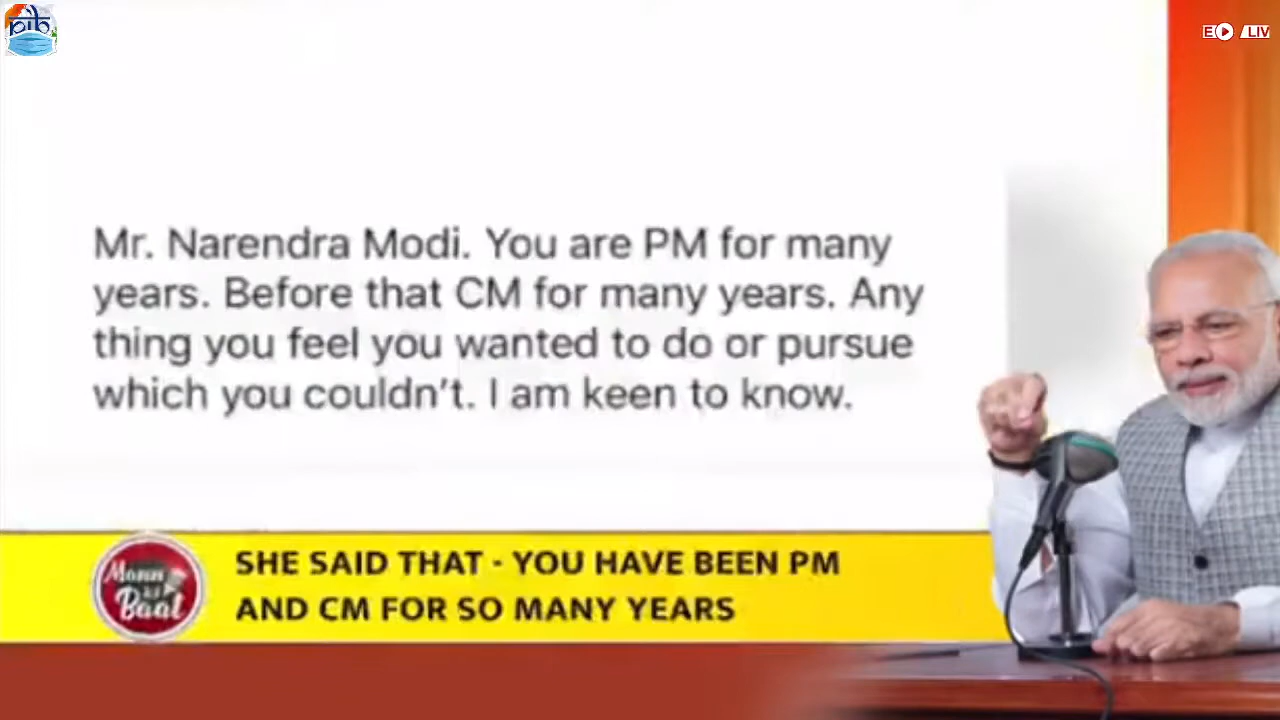 पीआईबी
E LIV
Mr. Narendra Modi. You are PM for many
years. Before that CM for many years. Any
thing you feel you wanted to do or pursue
which you couldn't. I am keen to know.
Mann
ki
Baat
SHE SAID THAT - YOU HAVE BEEN PM
AND CM FOR SO MANY YEARS